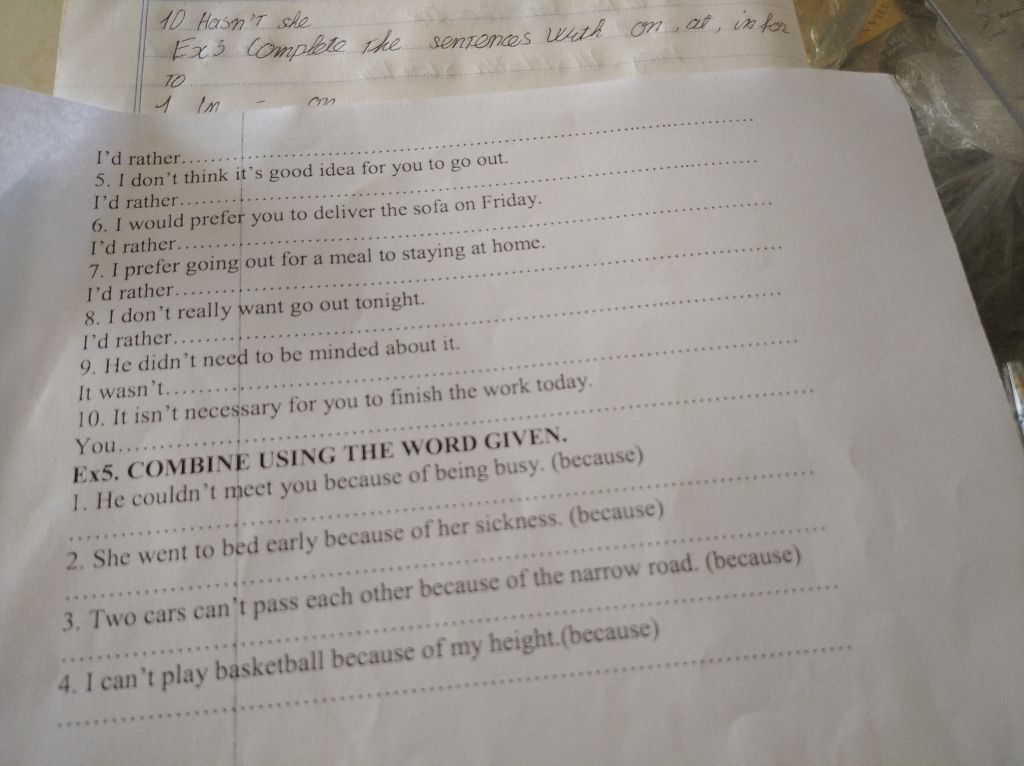 10 Hasn't she
Ex3 Complete the sentences with on, at, in for
TO
1 In - on
I'd rather...............................................................................
5. I don't think it's good idea for you to go out.
I'd rather...............................................................................
6. I would prefer you to deliver the sofa on Friday.
I'd rather...............................................................................
7. I prefer going out for a meal to staying at home.
I'd rather...............................................................................
8. I don't really want go out tonight.
I'd rather...............................................................................
9. He didn't need to be minded about it.
It wasn't...............................................................................
10. It isn't necessary for you to finish the work today.
You...............................................................................
Ex5. COMBINE USING THE WORD GIVEN.
1. He couldn't meet you because of being busy. (because)
...............................................................................
2. She went to bed early because of her sickness. (because)
...............................................................................
3. Two cars can't pass each other because of the narrow road. (because)
...............................................................................
4. I can't play basketball because of my height.(because)
...............................................................................